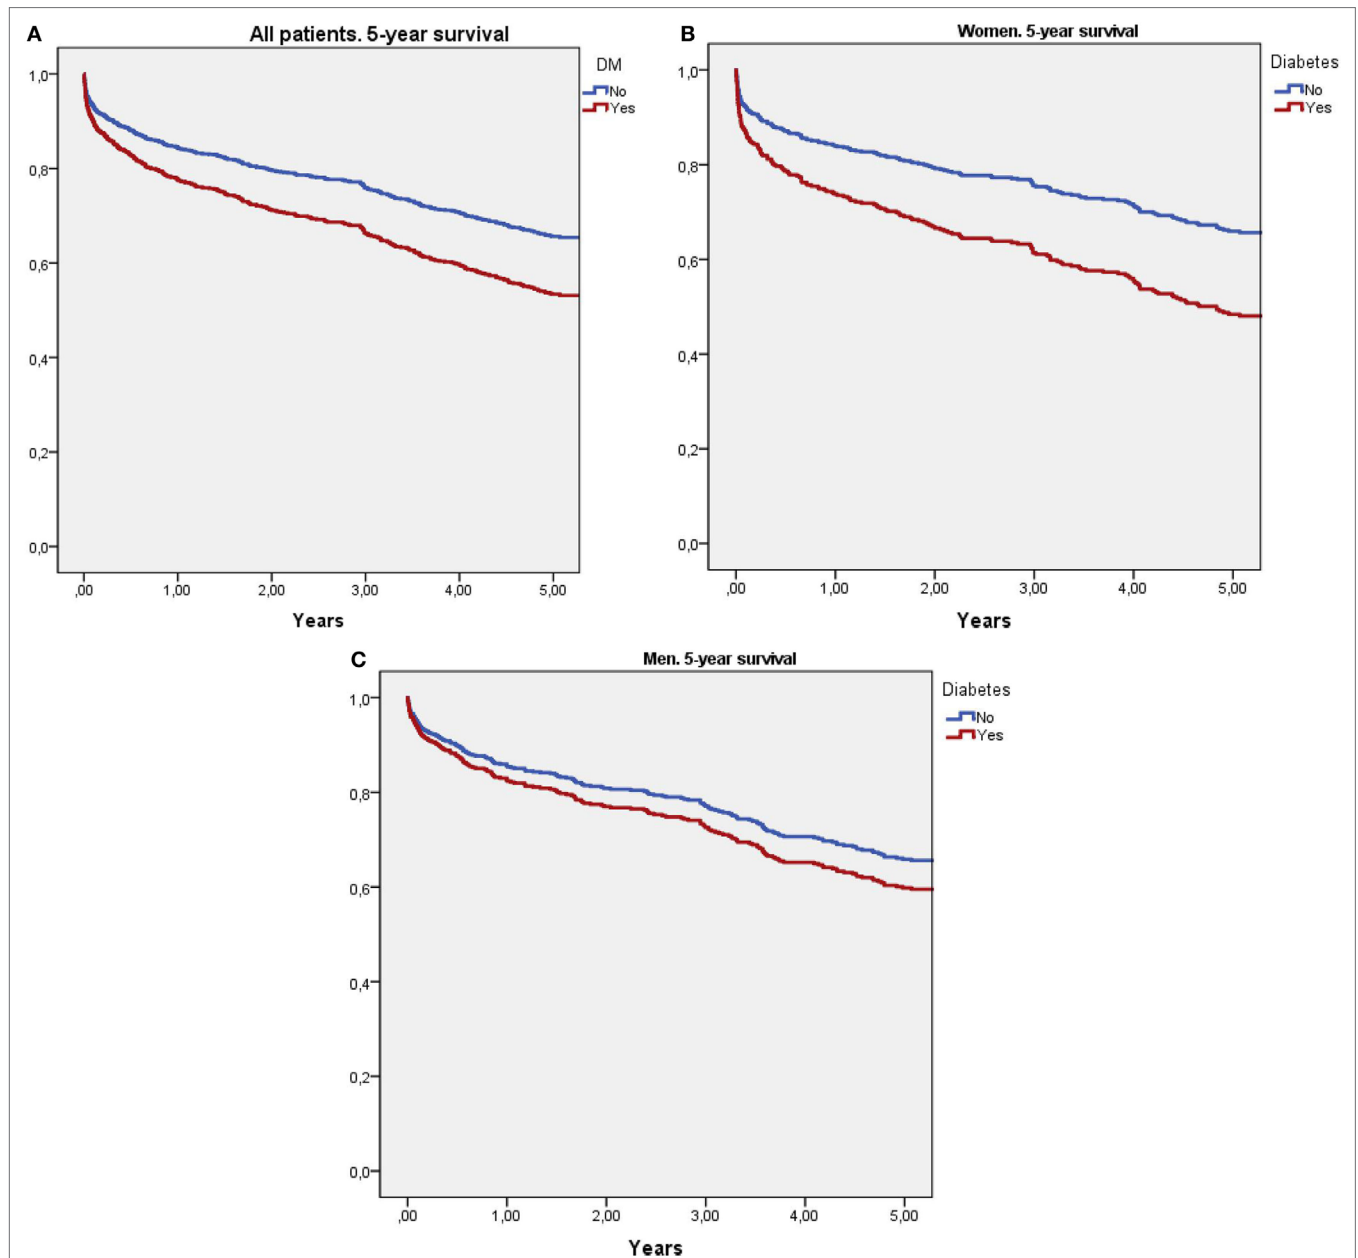 A
All patients. 5-year survival
DM
No
Yes
1,0
0,8
0,6
0,4
0,2
0,0
,00 1,00 2,00 3,00 4,00 5,00
Years
B
Women. 5-year survival
Diabetes
No
Yes
1,0
0,8
0,6
0,4
0,2
0,0
,00 1,00 2,00 3,00 4,00 5,00
Years
C
Men. 5-year survival
Diabetes
No
Yes
1,0
0,8
0,6
0,4
0,2
0,0
,00 1,00 2,00 3,00 4,00 5,00
Years